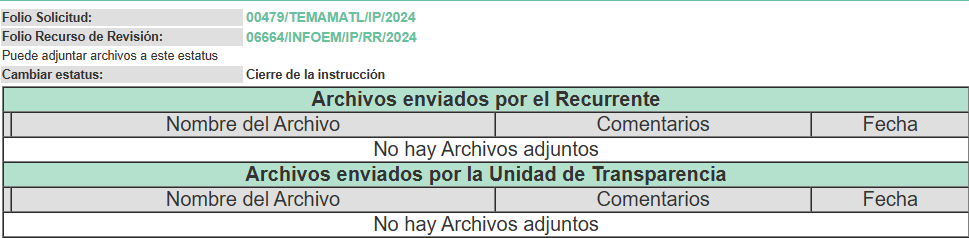 Folio Solicitud: 00479/TEMAMATL/IP/2024
Folio Recurso de Revisión: 06664/INFOEM/IP/RR/2024
Puede adjuntar archivos a este estatus
Cambiar estatus: Cierre de la instrucción
Archivos enviados por el Recurrente
Nombre del Archivo Comentarios Fecha
No hay Archivos adjuntos
Archivos enviados por la Unidad de Transparencia
Nombre del Archivo Comentarios Fecha
No hay Archivos adjuntos